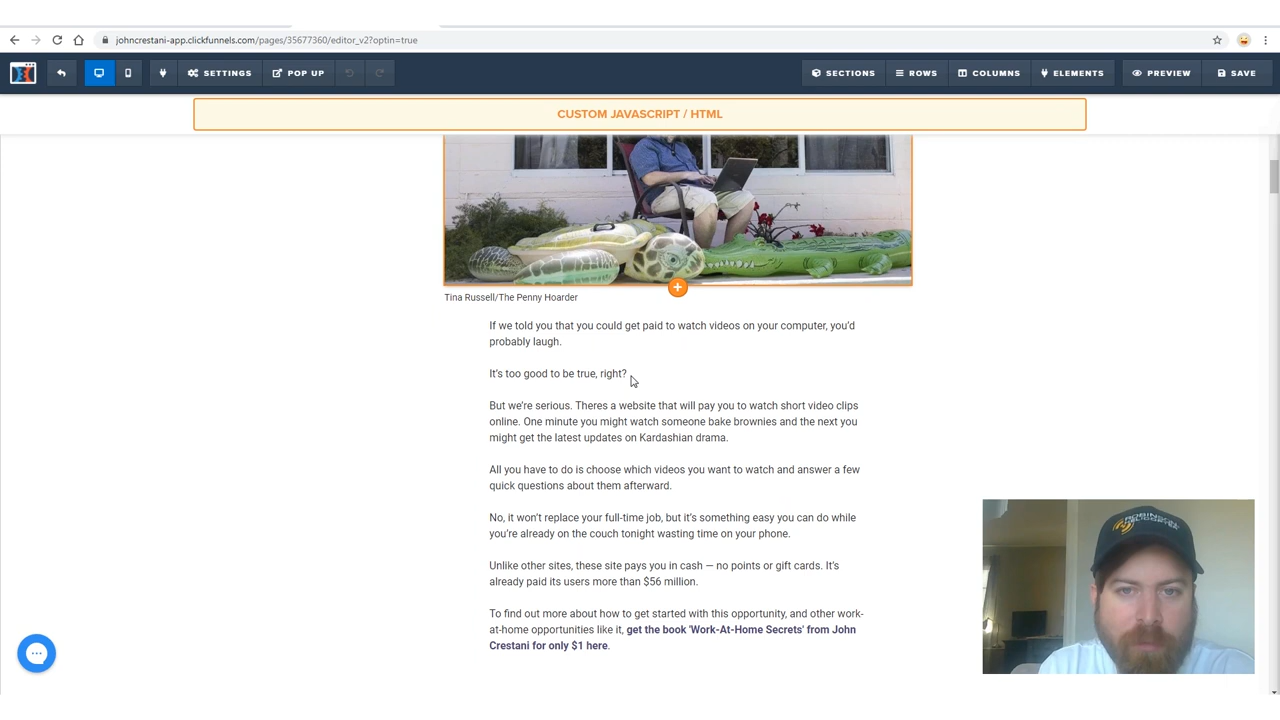 johncrestani-app.clickfunnels.com/pages/35677360/editor_v2?optin=true
SETTINGS
POP UP
SECTIONS
ROWS
COLUMNS
ELEMENTS
PREVIEW
SAVE
CUSTOM JAVASCRIPT / HTML
Tina Russell/The Penny Hoarder
If we told you that you could get paid to watch videos on your computer, you'd
probably laugh.
It's too good to be true, right?
But we're serious. Theres a website that will pay you to watch short video clips
online. One minute you might watch someone bake brownies and the next you
might get the latest updates on Kardashian drama.
All you have to do is choose which videos you want to watch and answer a few
quick questions about them afterward.
No, it won't replace your full-time job, but it's something easy you can do while
you're already on the couch tonight wasting time on your phone.
Unlike other sites, these site pays you in cash — no points or gift cards. It's
already paid its users more than $56 million.
To find out more about how to get started with this opportunity, and other work-
at-home opportunities like it, get the book 'Work-At-Home Secrets' from John
Crestani for only $1 here.
ROBINSON
HELICOPTER